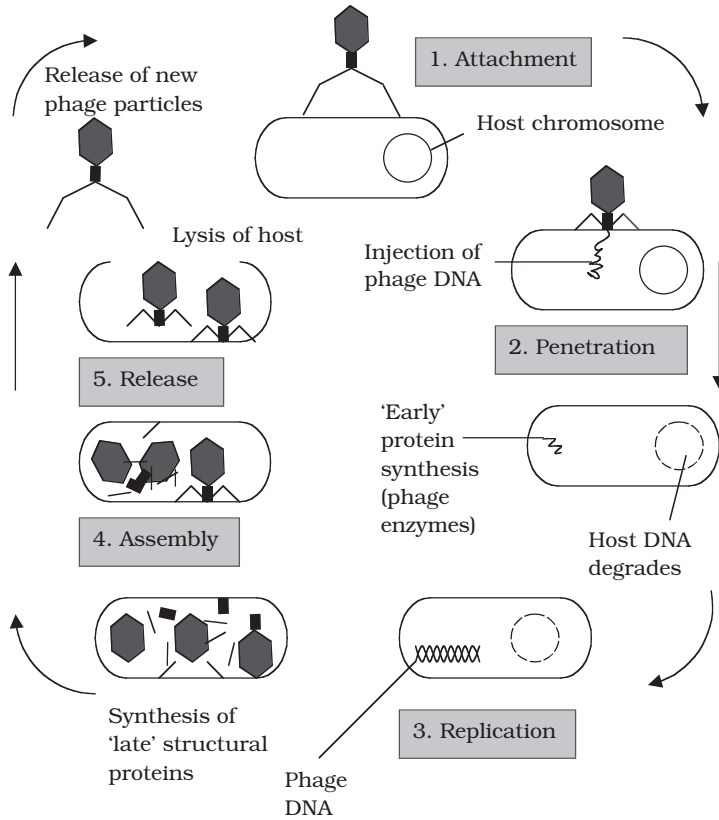 1. Attachment
Host chromosome
Injection of
phage DNA
2. Penetration
‘Early’
protein
synthesis
(phage
enzymes)
Host DNA
degrades
3. Replication
Phage
DNA
Synthesis of
‘late’ structural
proteins
4. Assembly
5. Release
Lysis of host
Release of new
phage particles